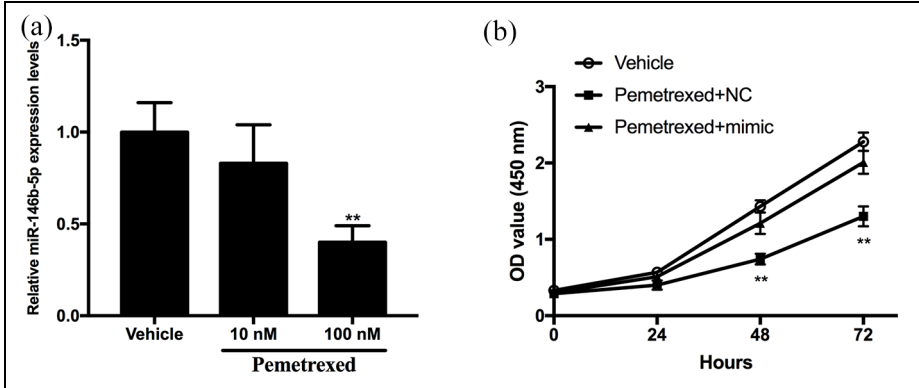 (a)
Relative miR-146b-5p expression levels
1.5
1.0
0.5
0.0
**
Vehicle
10 nM
100 nM
Pemetrexed
(b)
Vehicle
Pemetrexed+NC
Pemetrexed+mimic
OD value (450 nm)
3
2
1
0
**
**
0
24
48
72
Hours